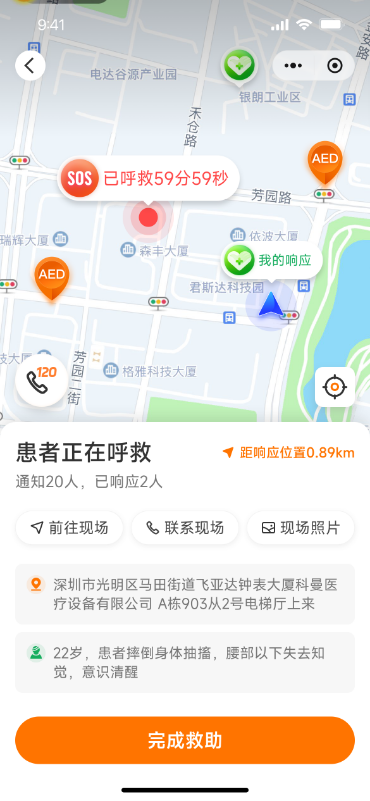 9:41
电达谷源产业园
银朗工业区
禾仓路
AED
SOS 已呼救59分59秒
芳园路
瑞辉大厦
森丰大厦
依波大厦
我的响应
AED
君斯达科技园
芳园二街
格雅科技大厦
技大厦
120
患者正在呼救
距响应位置0.89km
通知20人，已响应2人
前往现场
联系现场
现场照片
深圳市光明区马田街道飞亚达钟表大厦科曼医
疗设备有限公司 A栋903从2号电梯厅上来
22岁，患者摔倒身体抽搐，腰部以下失去知
觉，意识清醒
完成救助